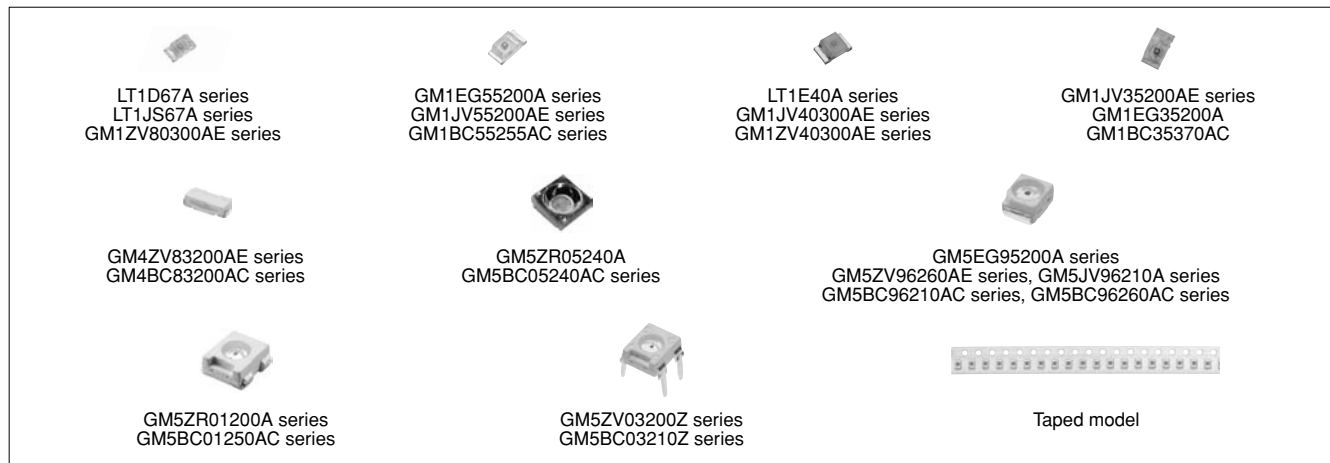 LT1D67A series
LT1JS67A series
GM1ZV80300AE series
GM1EG55200A series
GM1JV55200AE series
GM1BC55255AC series
LT1E40A series
GM1JV40300AE series
GM1ZV40300AE series
GM1JV35200AE series
GM1EG35200A
GM1BC35370AC
GM4ZV83200AE series
GM4BC83200AC series
GM5ZR05240A
GM5BC05240AC series
GM5EG95200A series
GM5ZV96260AE series, GM5JV96210A series
GM5BC96210AC series, GM5BC96260AC series
GM5ZR01200A series
GM5BC01250AC series
GM5ZV03200Z series
GM5BC03210Z series
Taped model